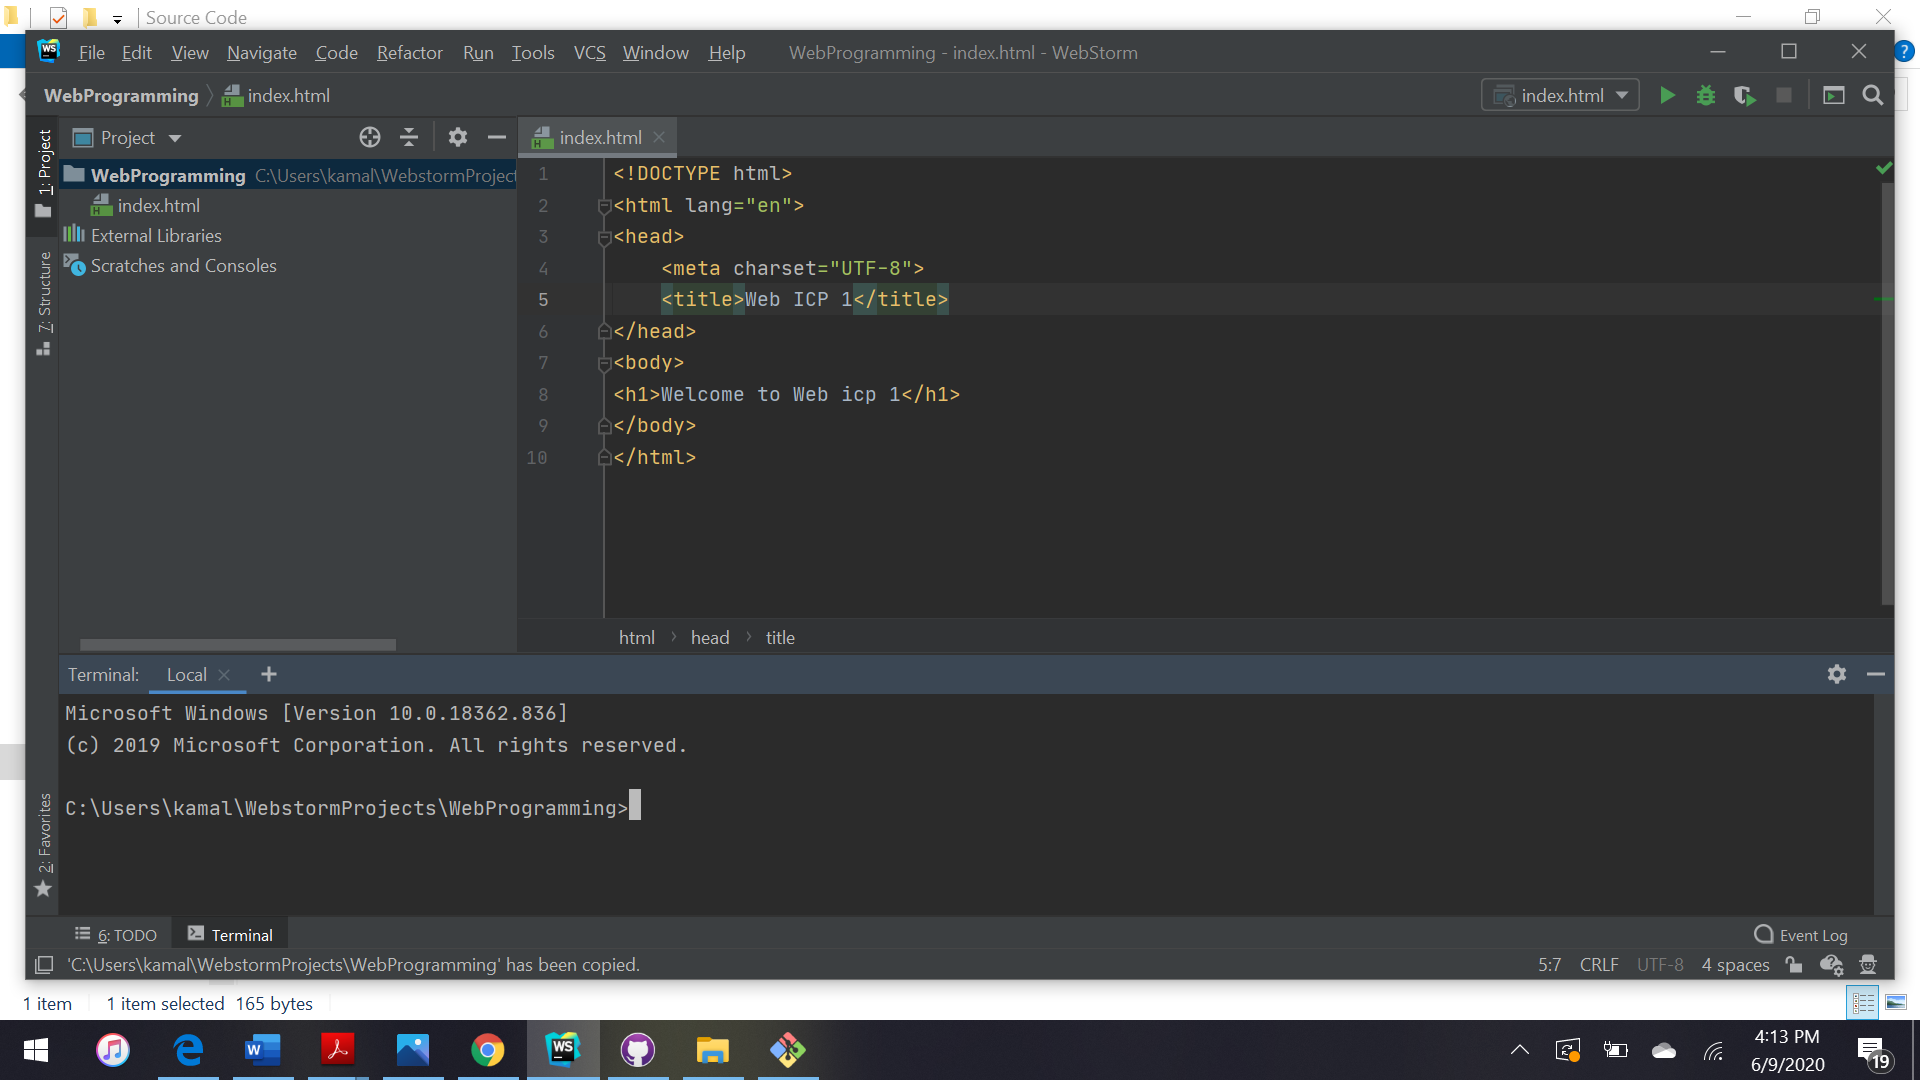 Source Code
File Edit View Navigate Code Refactor Run Tools VCS Window Help WebProgramming - index.html - WebStorm
WebProgramming index.html
index.html
1: Project
Project
index.html
WebProgramming C:\Users\kamal\WebstormProject
index.html
External Libraries
Scratches and Consoles
7: Structure
1 <!DOCTYPE html>
2 <html lang="en">
3 <head>
4 <meta charset="UTF-8">
5 <title>Web ICP 1</title>
6 </head>
7 <body>
8 <h1>Welcome to Web icp 1</h1>
9 </body>
10 </html>
html head title
Terminal: Local
Microsoft Windows [Version 10.0.18362.836]
(c) 2019 Microsoft Corporation. All rights reserved.
C:\Users\kamal\WebstormProjects\WebProgramming>
2: Favorites
6: TODO Terminal
Event Log
'C:\Users\kamal\WebstormProjects\WebProgramming' has been copied.
5:7 CRLF UTF-8 4 spaces
1 item 1 item selected 165 bytes
4:13 PM
6/9/2020
19